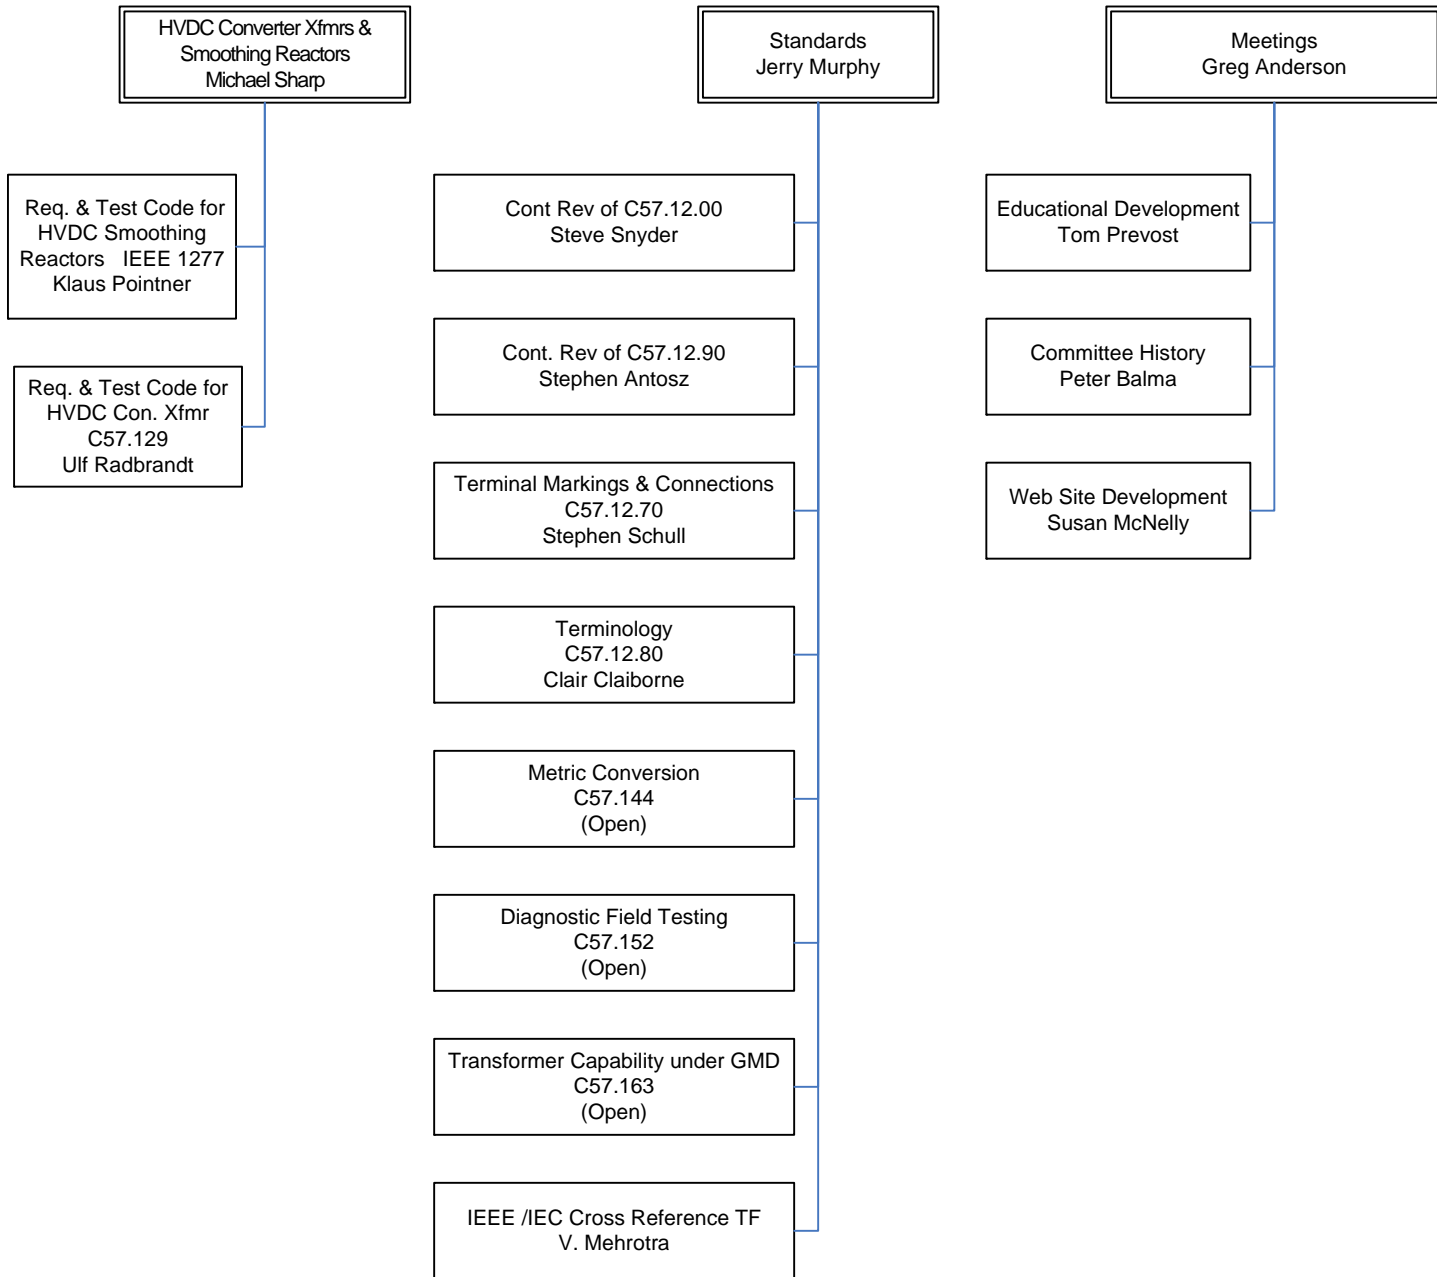 HVDC Converter Xfmrs &
Smoothing Reactors
Michael Sharp
Req. & Test Code for
HVDC Smoothing
Reactors IEEE 1277
Klaus Pointner
Req. & Test Code for
HVDC Con. Xfmr
C57.129
Ulf Radbrandt
Standards
Jerry Murphy
Cont Rev of C57.12.00
Steve Snyder
Cont. Rev of C57.12.90
Stephen Antosz
Terminal Markings & Connections
C57.12.70
Stephen Schull
Terminology
C57.12.80
Clair Claiborne
Metric Conversion
C57.144
(Open)
Diagnostic Field Testing
C57.152
(Open)
Transformer Capability under GMD
C57.163
(Open)
IEEE /IEC Cross Reference TF
V. Mehrotra
Meetings
Greg Anderson
Educational Development
Tom Prevost
Committee History
Peter Balma
Web Site Development
Susan McNelly